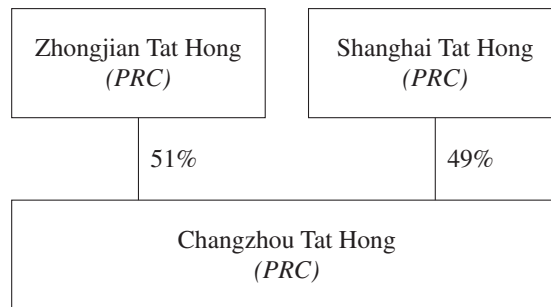 Zhongjian Tat Hong
(PRC)
Shanghai Tat Hong
(PRC)
51%
49%
Changzhou Tat Hong
(PRC)